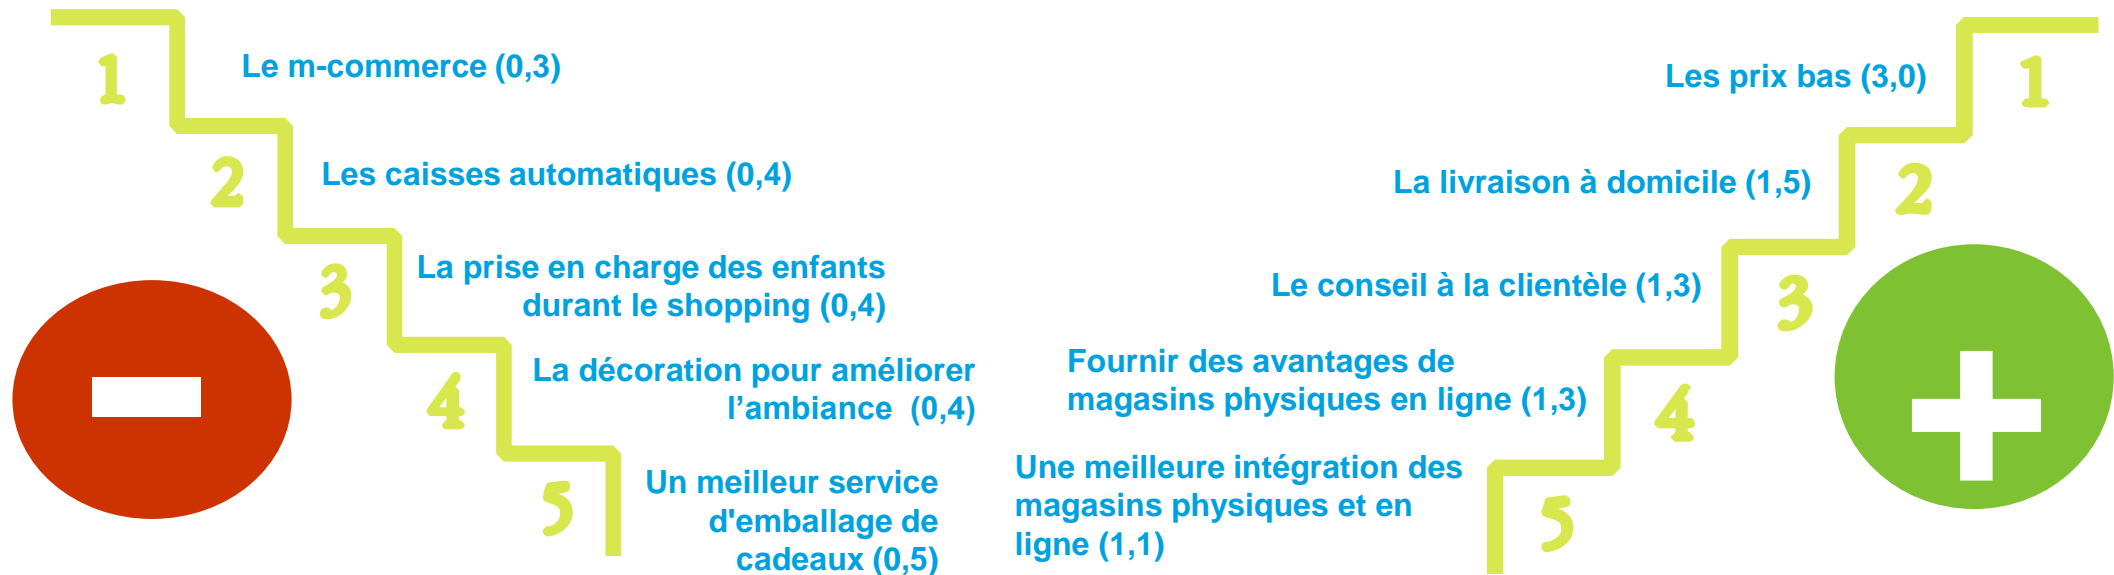 1
Le m-commerce (0,3)
2
Les caisses automatiques (0,4)
3
La prise en charge des enfants
durant le shopping (0,4)
4
La décoration pour améliorer
l’ambiance  (0,4)
5
Un meilleur service
d'emballage de
cadeaux (0,5)
Les prix bas (3,0)
1
La livraison à domicile (1,5)
2
Le conseil à la clientèle (1,3)
3
Fournir des avantages de
magasins physiques en ligne (1,3)
4
Une meilleure intégration des
magasins physiques et en
ligne (1,1)
5